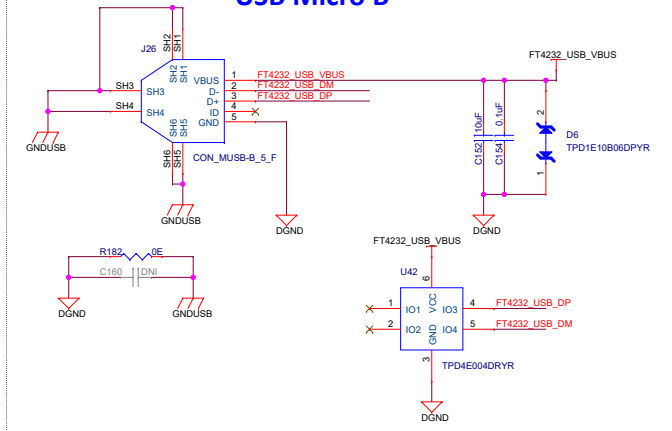 USB Micro B
J26
SH2
SH1
FT4232_USB_VBUS
SH3
SH3
SH2
SH1
VBUS
1
FT4232_USB_VBUS
D-
2
FT4232_USB_DM
D+
3
FT4232_USB_DP
SH4
SH4
ID
4
GND
5
SH6
SH5
SH6
SH5
CON_MUSB-B_5_F
GNDUSB
GNDUSB
DGND
C152
10uF
C154
0.1uF
2
1
D6
TPD1E10B06DPYR
DGND
R182
0E
C160
DNI
DGND
GNDUSB
FT4232_USB_VBUS
U42
6
1
IO1
VCC
IO3
4
FT4232_USB_DP
2
IO2
GND
IO4
5
FT4232_USB_DM
3
TPD4E004DRYR
DGND